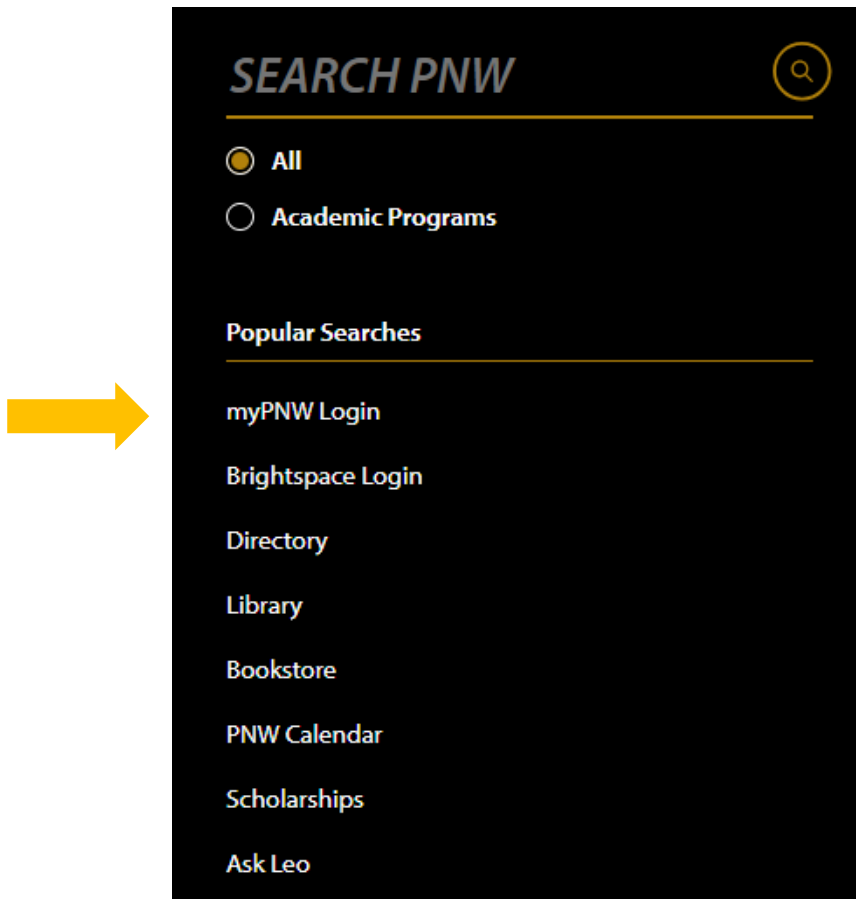 SEARCH PNW
All
Academic Programs
Popular Searches
myPNW Login
Brightspace Login
Directory
Library
Bookstore
PNW Calendar
Scholarships
Ask Leo